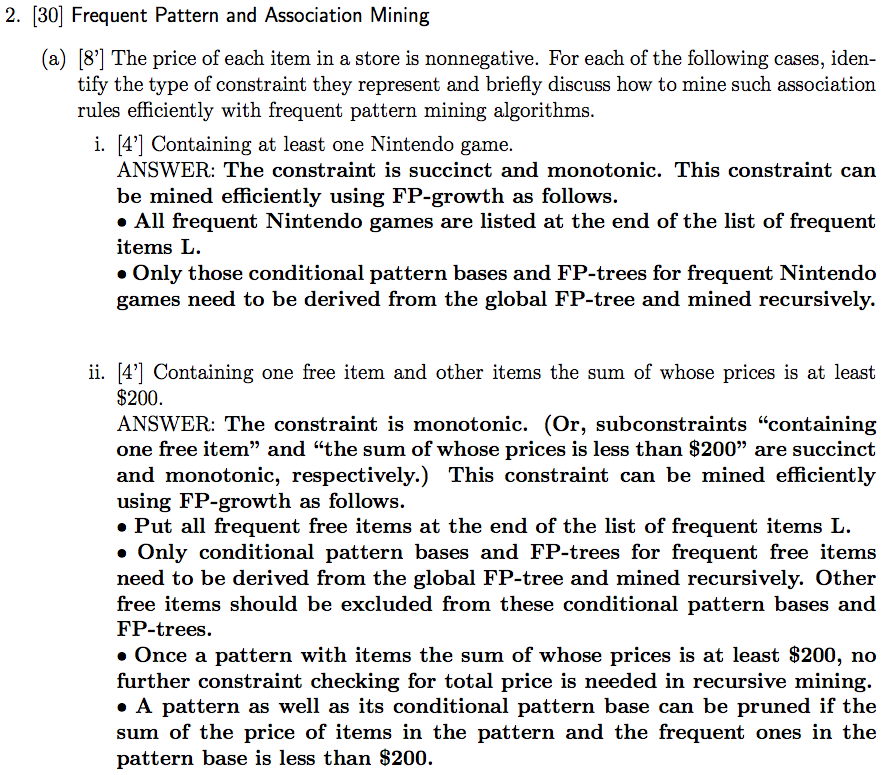 2. [30] Frequent Pattern and Association Mining
(a) [8'] The price of each item in a store is nonnegative. For each of the following cases, iden-
tify the type of constraint they represent and briefly discuss how to mine such association
rules efficiently with frequent pattern mining algorithms.
i. [4'] Containing at least one Nintendo game.
ANSWER: The constraint is succinct and monotonic. This constraint can
be mined efficiently using FP-growth as follows.
• All frequent Nintendo games are listed at the end of the list of frequent
items L.
• Only those conditional pattern bases and FP-trees for frequent Nintendo
games need to be derived from the global FP-tree and mined recursively.
ii. [4'] Containing one free item and other items the sum of whose prices is at least
$200.
ANSWER: The constraint is monotonic. (Or, subconstraints “containing
one free item” and “the sum of whose prices is less than $200” are succinct
and monotonic, respectively.) This constraint can be mined efficiently
using FP-growth as follows.
• Put all frequent free items at the end of the list of frequent items L.
• Only conditional pattern bases and FP-trees for frequent free items
need to be derived from the global FP-tree and mined recursively. Other
free items should be excluded from these conditional pattern bases and
FP-trees.
• Once a pattern with items the sum of whose prices is at least $200, no
further constraint checking for total price is needed in recursive mining.
• A pattern as well as its conditional pattern base can be pruned if the
sum of the price of items in the pattern and the frequent ones in the
pattern base is less than $200.